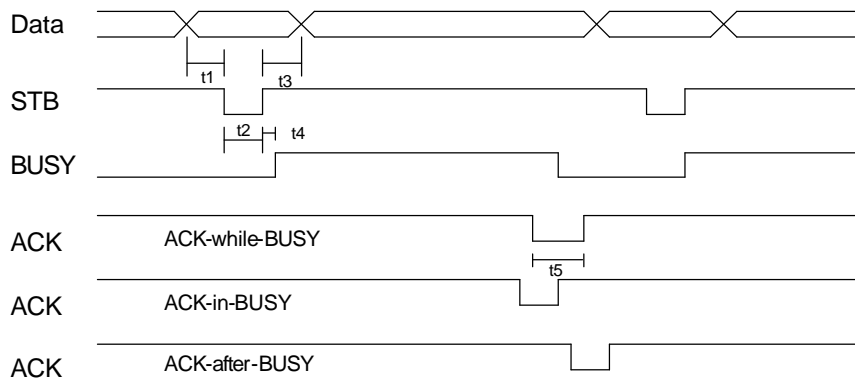 Data
t1
t3
STB
t2
t4
BUSY
ACK
ACK-while-BUSY
t5
ACK
ACK-in-BUSY
ACK
ACK-after-BUSY